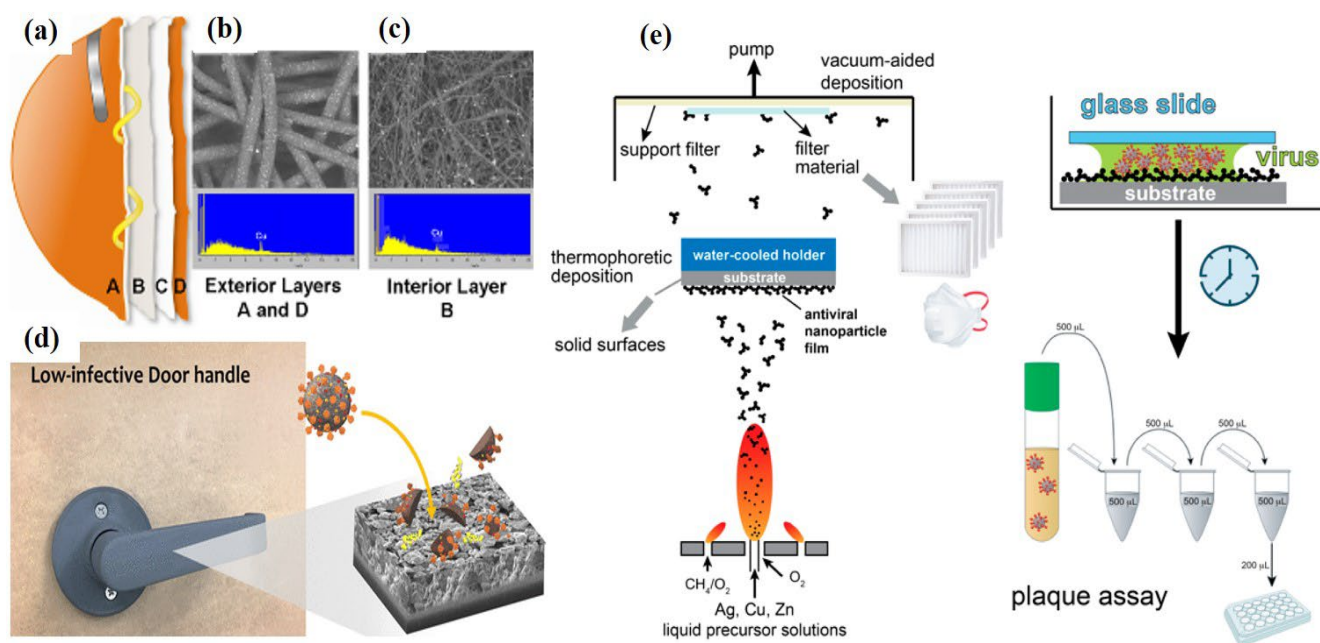 (a)
A
B
C
D
(b)
Cu
Exterior Layers
A and D
(c)
Cu
Interior Layer
B
(d)
Low-infective Door handle
(e)
pump
vacuum-aided
deposition
support filter
filter
material
thermophoretic
deposition
water-cooled holder
substrate
antiviral
nanoparticle
film
solid surfaces
CH₄/O₂
O₂
Ag, Cu, Zn
liquid precursor solutions
glass slide
virus
substrate
500 µL
500 µL
500 µL
500 µL
500 µL
500 µL
200 µL
plaque assay